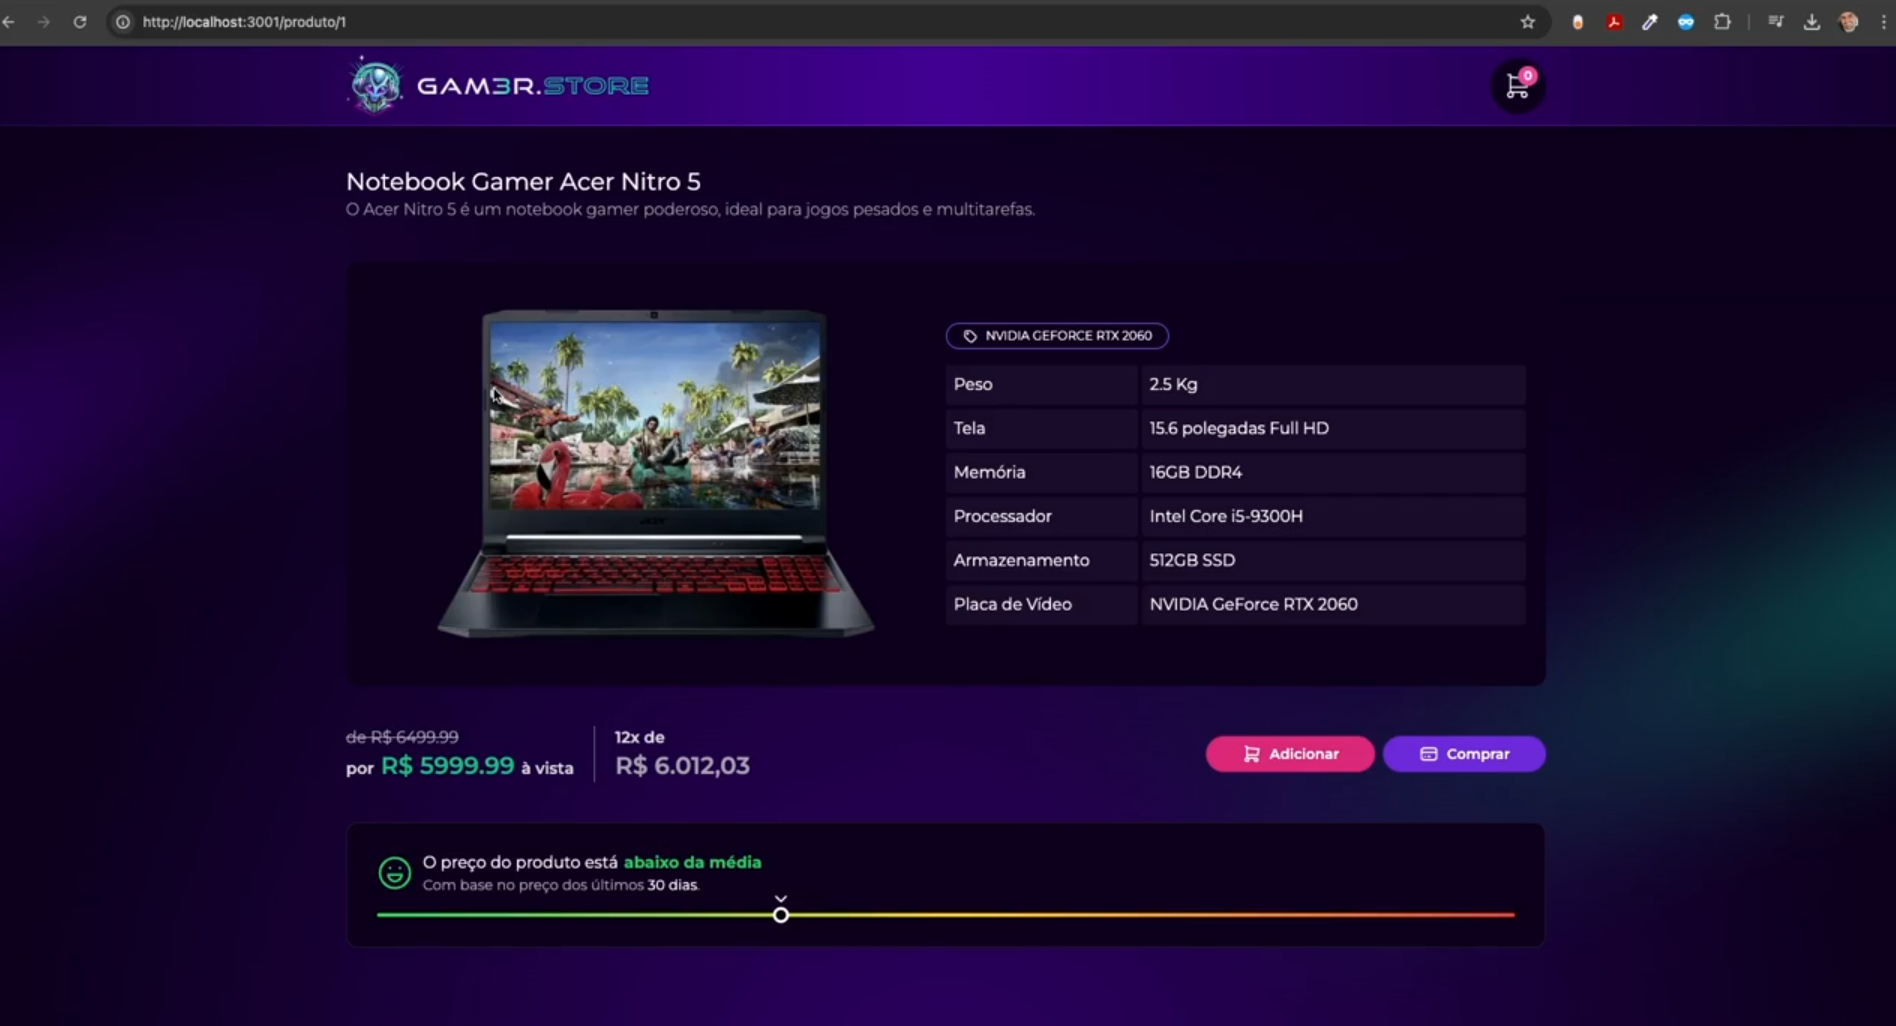 http://localhost:3001/produto/1
GAM3R.STORE
0
Notebook Gamer Acer Nitro 5
O Acer Nitro 5 é um notebook gamer poderoso, ideal para jogos pesados e multitarefas.
NVIDIA GEFORCE RTX 2060
Peso 2.5 Kg
Tela 15.6 polegadas Full HD
Memória 16GB DDR4
Processador Intel Core i5-9300H
Armazenamento 512GB SSD
Placa de Vídeo NVIDIA GeForce RTX 2060
de R$ 6499.99
por R$ 5999.99 à vista
12x de
R$ 6.012,03
Adicionar
Comprar
O preço do produto está abaixo da média
Com base no preço dos últimos 30 dias.